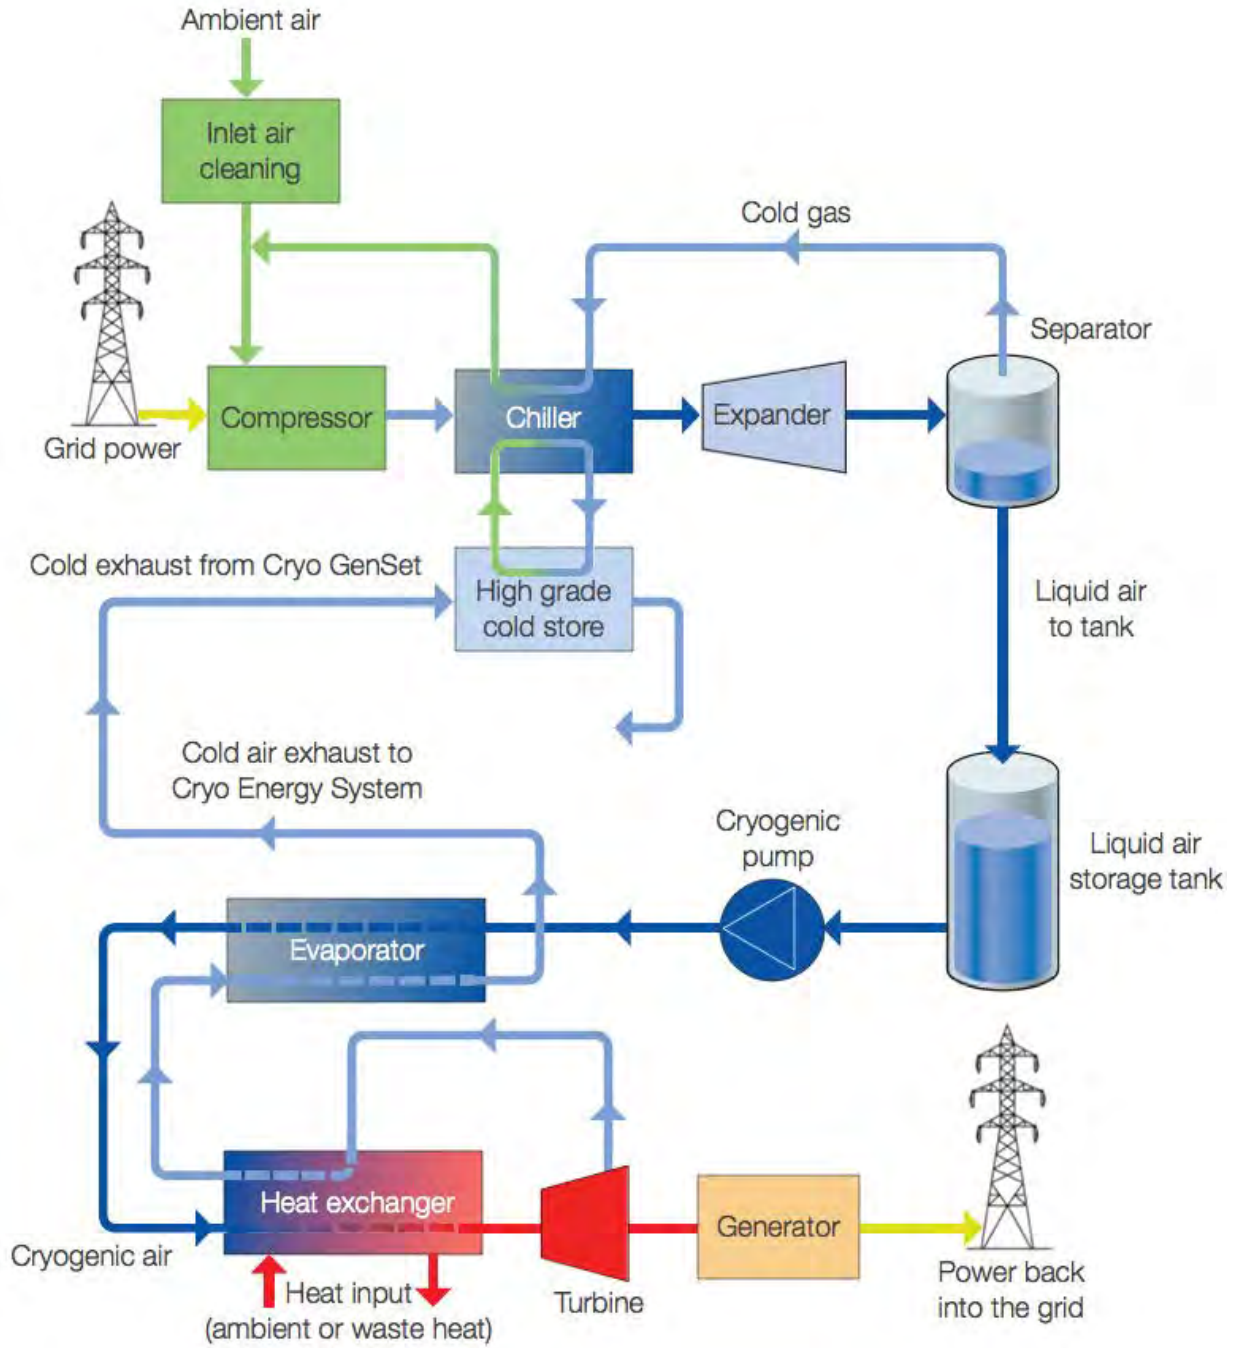 Ambient air
Inlet air
cleaning
Cold gas
Separator
Grid power
Compressor
Chiller
Expander
Cold exhaust from Cryo GenSet
High grade
cold store
Liquid air
to tank
Cold air exhaust to
Cryo Energy System
Cryogenic
pump
Liquid air
storage tank
Evaporator
Heat exchanger
Generator
Cryogenic air
Heat input
(ambient or waste heat)
Turbine
Power back
into the grid